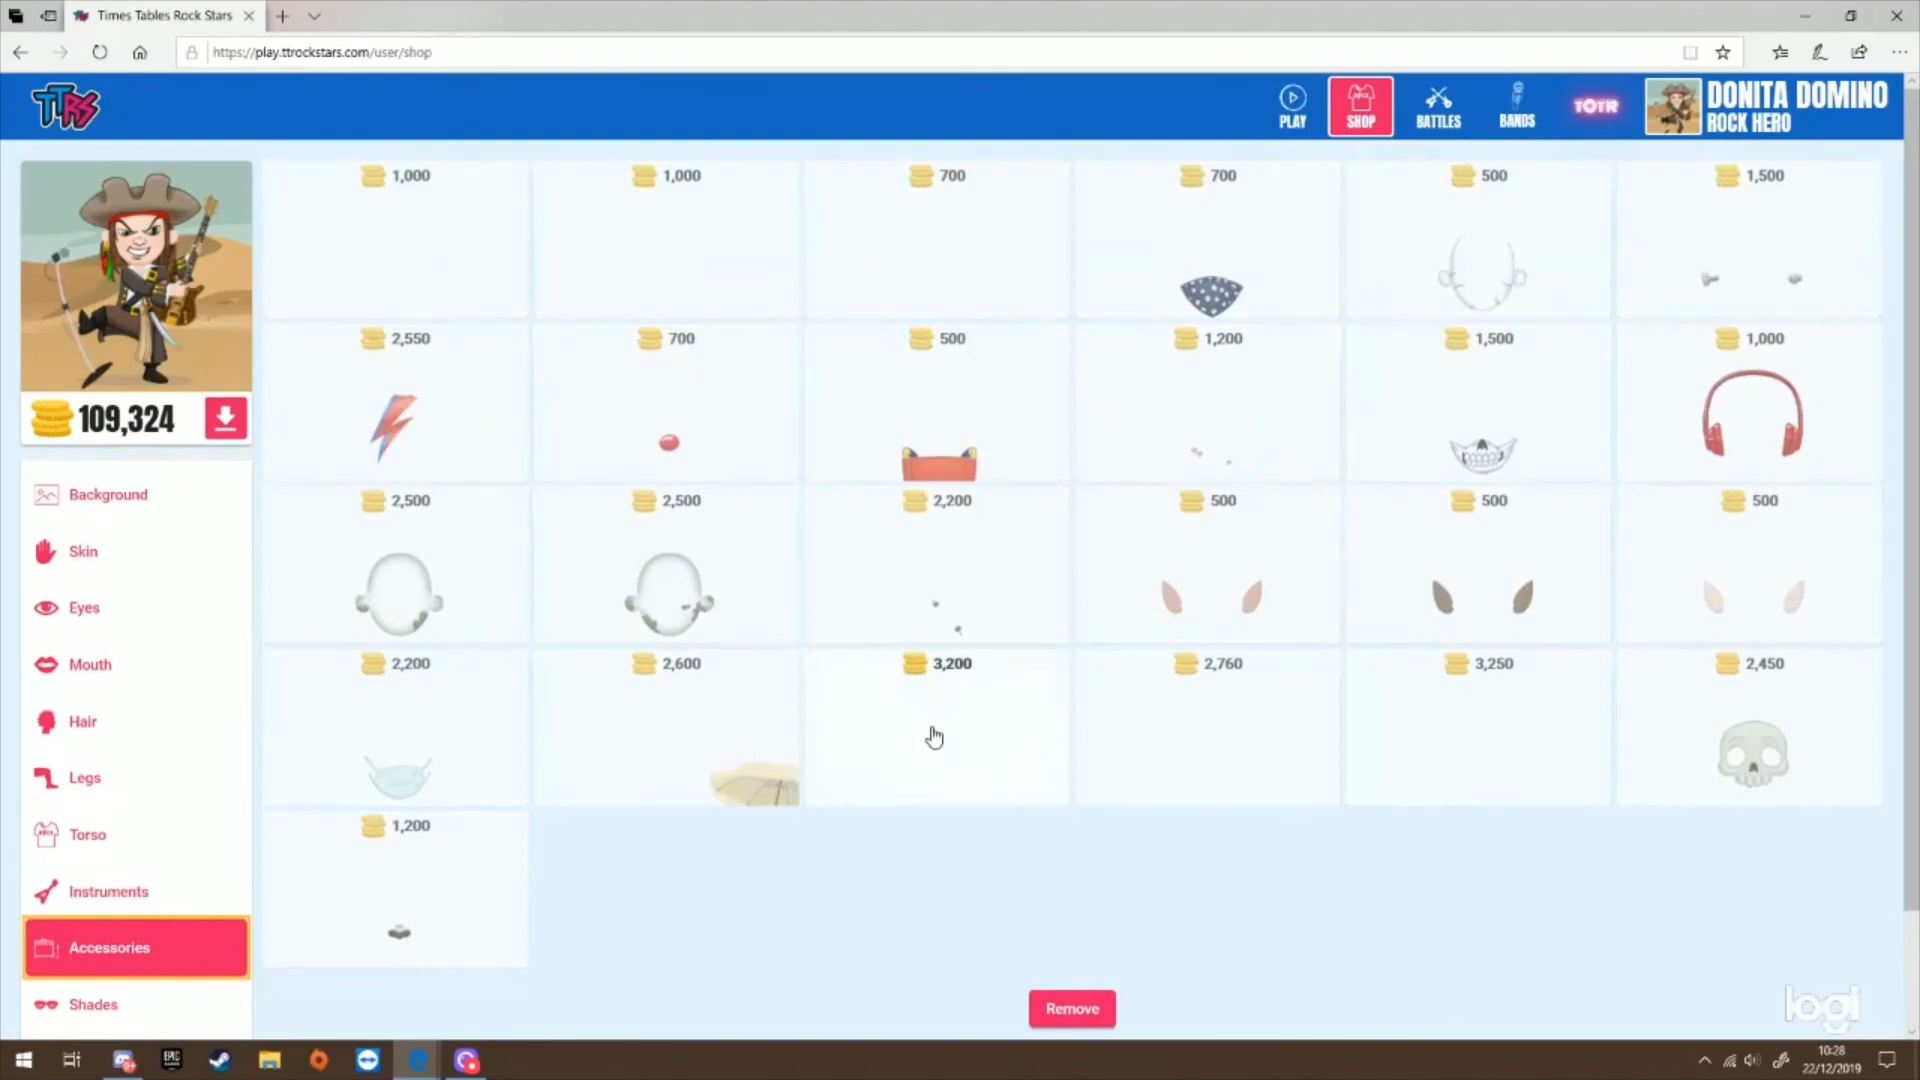 Times Tables Rock Stars
https://play.ttrockstars.com/user/shop
TTRS
PLAY
SHOP
BATTLES
BANDS
TOTR
DONITA DOMINO
ROCK HERO
1,000
1,000
700
700
500
1,500
2,550
700
500
1,200
1,500
1,000
109,324
2,500
2,500
2,200
500
500
500
Background
Skin
Eyes
Mouth
Hair
Legs
Torso
Instruments
Accessories
Shades
2,200
2,600
3,200
2,760
3,250
2,450
1,200
Remove
logi
EPIC
10:28
22/12/2019